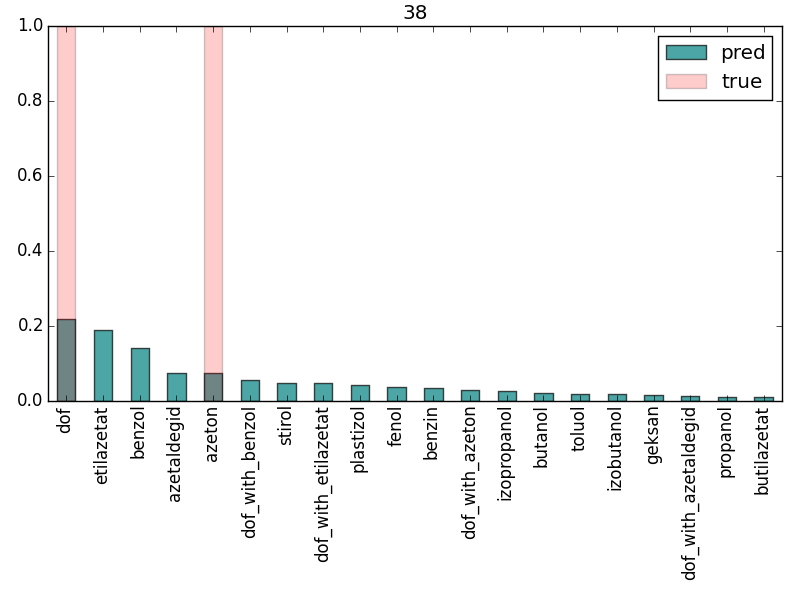 38
1.0
0.8
0.6
0.4
0.2
0.0
pred
true
dof
etilazetat
benzol
azetaldegid
azeton
dof_with_benzol
stirol
dof_with_etilazetat
plastizol
fenol
benzin
dof_with_azeton
izopropanol
butanol
toluol
izobutanol
geksan
dof_with_azetaldegid
propanol
butilazetat